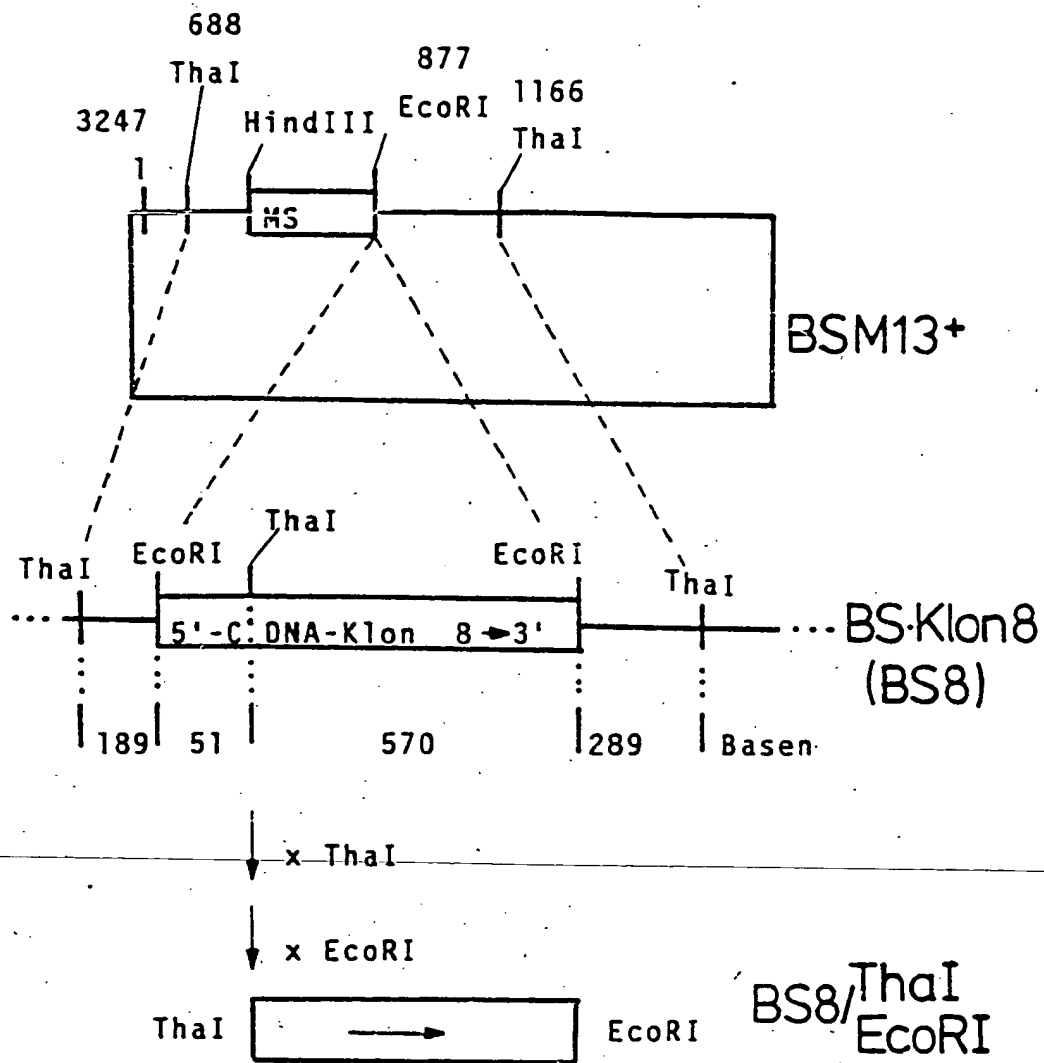 688
ThaI
877
EcoRI
1166
ThaI
3247
1
HindIII
MS
BSM13+
ThaI
EcoRI
ThaI
EcoRI
ThaI
5'-C DNA-Klon 8→3'
BS·Klon8
(BS8)
189 51 570 289 Basen
x ThaI
x EcoRI
ThaI
EcoRI
BS8/ThaI
EcoRI